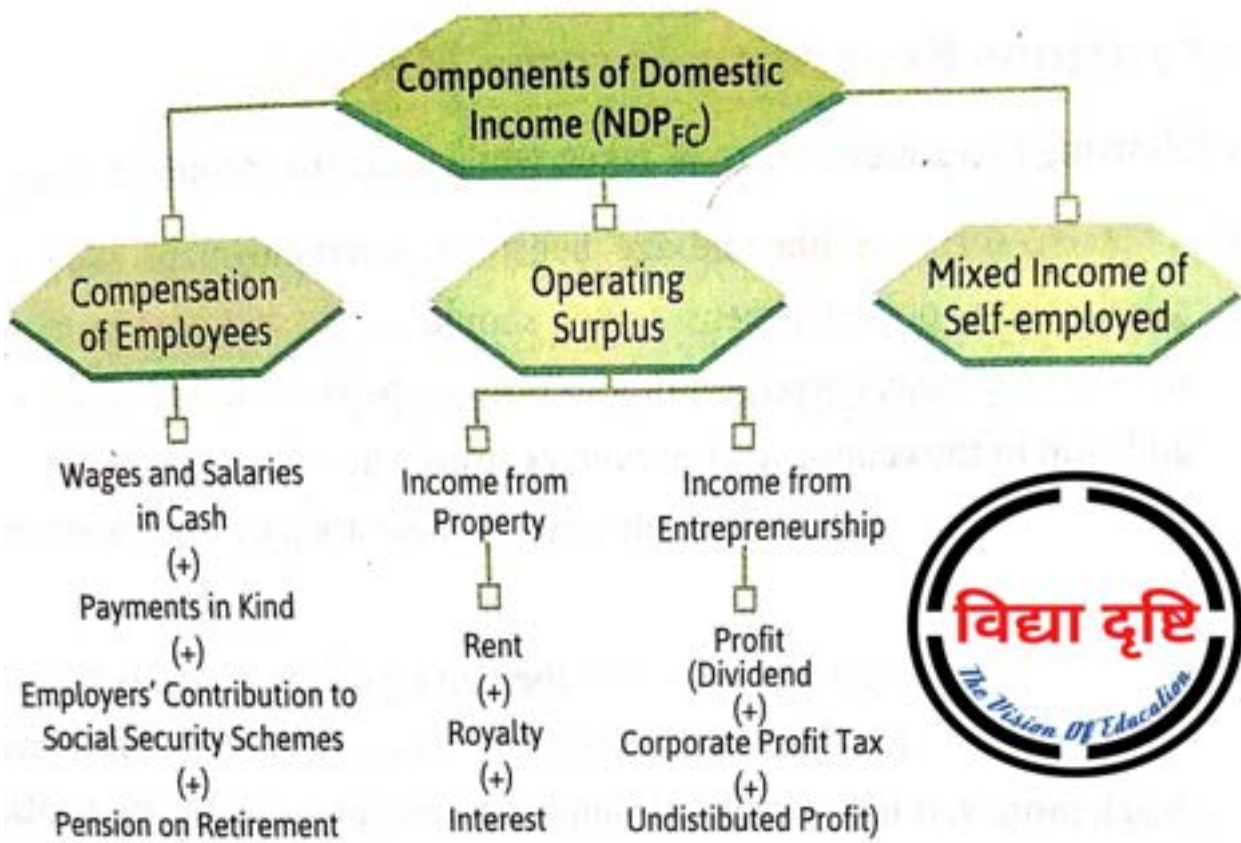 Components of Domestic
Income (NDPFC)
Compensation
of Employees
Operating
Surplus
Mixed Income of
Self-employed
Wages and Salaries
in Cash
(+)
Payments in Kind
(+)
Employers' Contribution to
Social Security Schemes
(+)
Pension on Retirement
Income from
Property
Rent
(+)
Royalty
(+)
Interest
Income from
Entrepreneurship
Profit
(Dividend
(+)
Corporate Profit Tax
(+)
Undistibuted Profit)
विद्या दृष्टि
The Vision Of Education